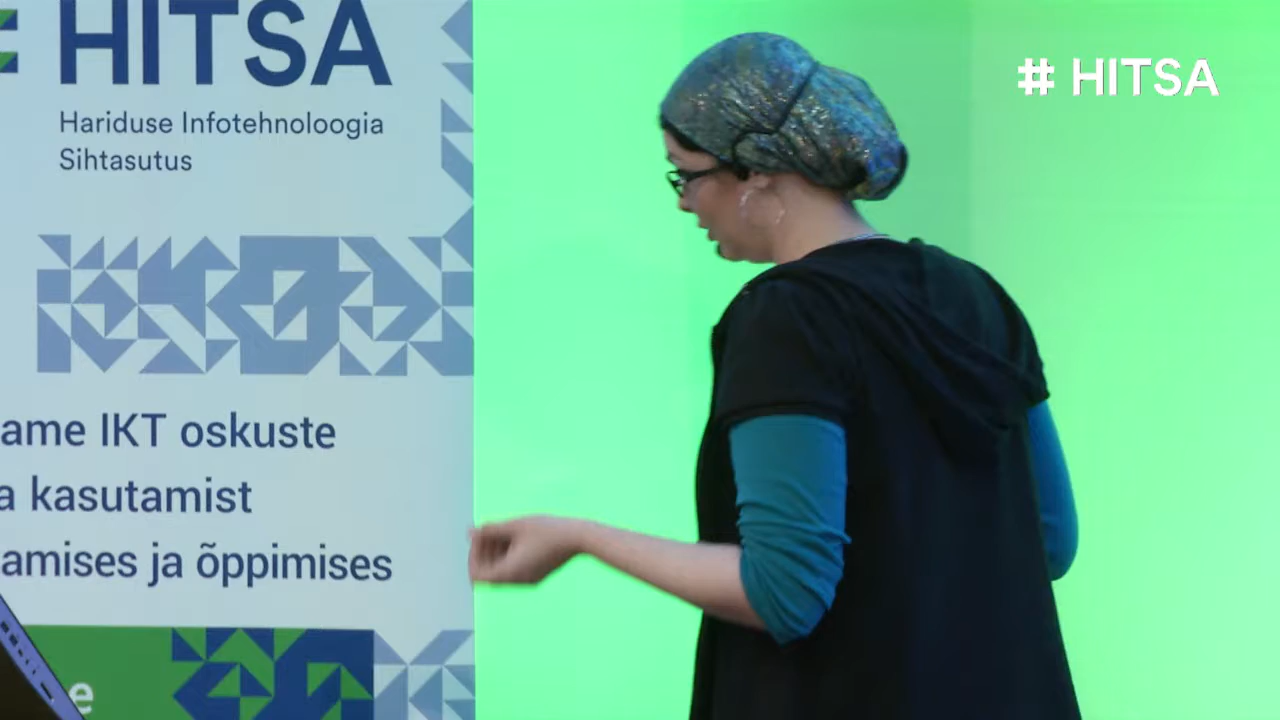 HITSA
Hariduse Infotehnoloogia
Sihtasutus
ame IKT oskuste
a kasutamist
amises ja õppimises
e
# HITSA